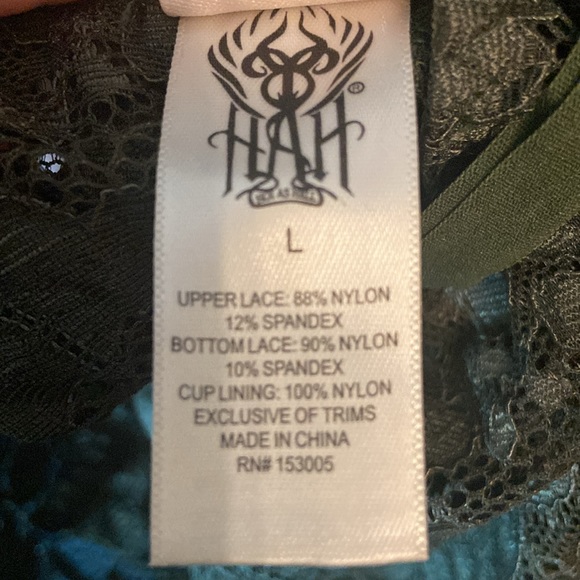 HAH
®
L
UPPER LACE: 88% NYLON
12% SPANDEX
BOTTOM LACE: 90% NYLON
10% SPANDEX
CUP LINING: 100% NYLON
EXCLUSIVE OF TRIMS
MADE IN CHINA
RN# 153005